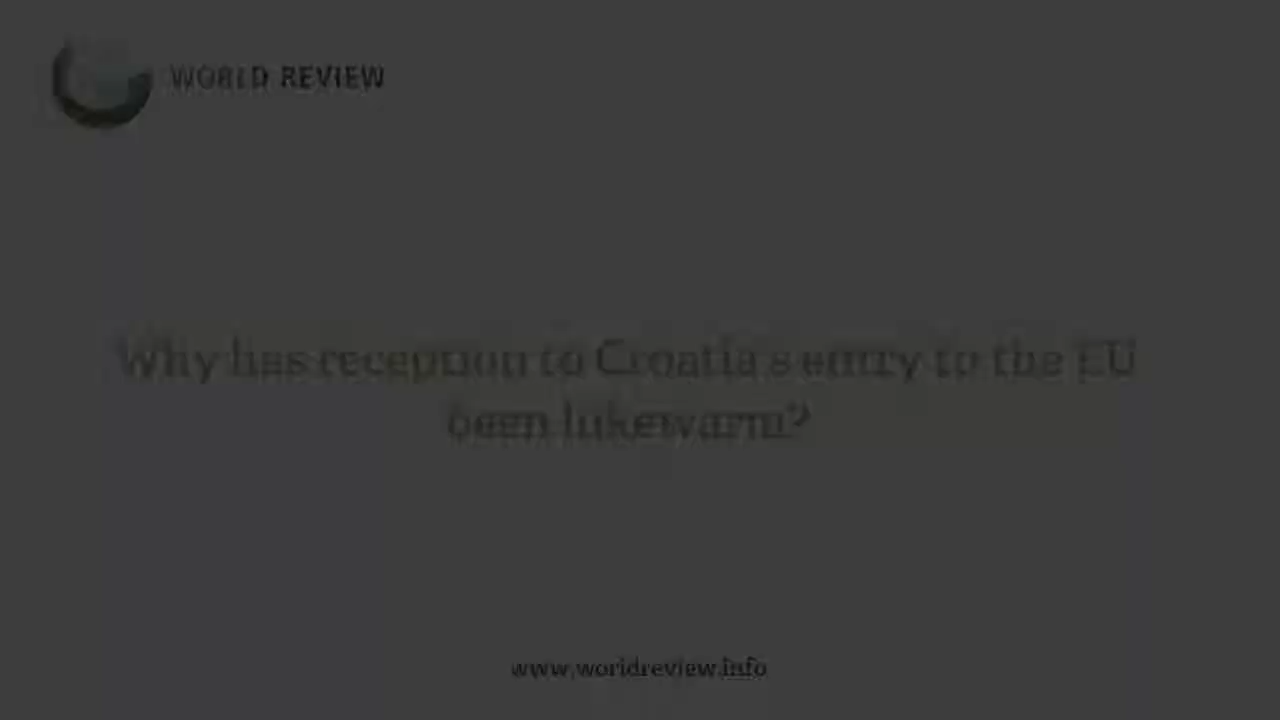 WORLD REVIEW
Why has reception to Croatia's entry to the EU
been lukewarm?
www.worldreview.info